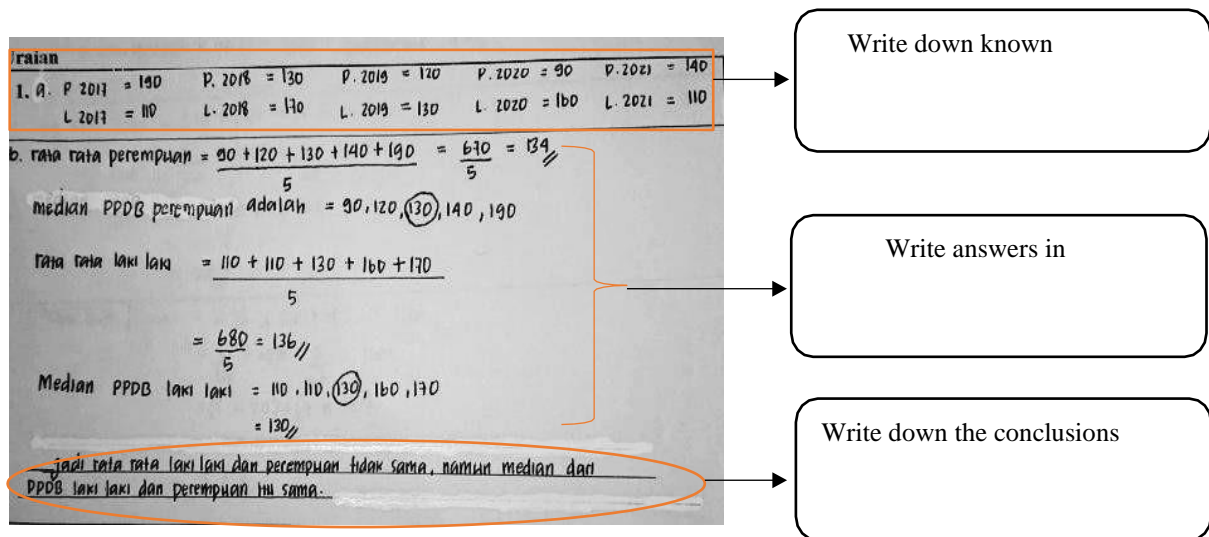 Uraian
1. a. P 2017 = 190 P. 2018 = 130 P. 2019 = 120 P. 2020 = 90 P. 2021 = 140
L 2017 = 110 L. 2018 = 170 L. 2019 = 130 L. 2020 = 160 L. 2021 = 110
b. rata rata perempuan = 90 + 120 + 130 + 140 + 190 = 670 = 134
5 5
median PPDB perempuan adalah = 90, 120, 130, 140, 190
rata rata laki laki = 110 + 110 + 130 + 160 + 170
5
= 680 = 136
5
Median PPDB laki laki = 110, 110, 130, 160, 170
= 130
jadi rata rata laki laki dan perempuan tidak sama, namun median dari
PPDB laki laki dan perempuan itu sama.
Write down known
Write answers in
Write down the conclusions